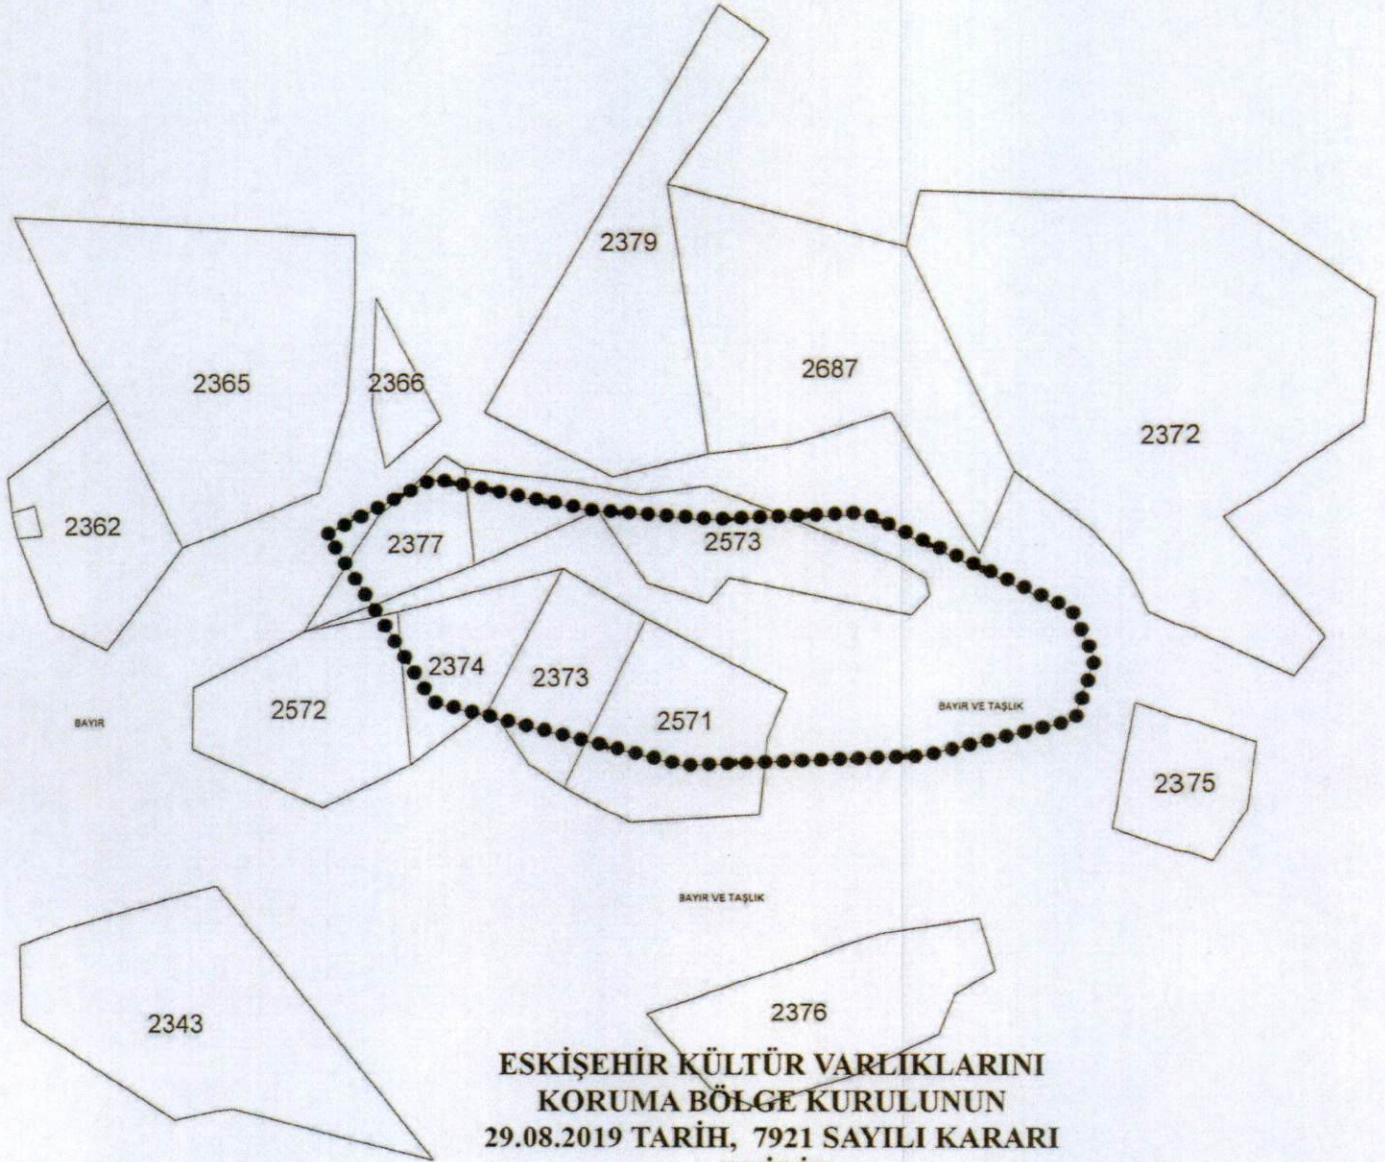 2379
2687
2365
2366
2372
2362
2377
2573
2374
2373
2572
2571
BAYIR
BAYIR VE TAŞLIK
2375
BAYIR VE TAŞLIK
2376
2343
ESKİŞEHİR KÜLTÜR VARLIKLARINI
KORUMA BÖLGE KURULUNUN
29.08.2019 TARİH, 7921 SAYILI KARARI